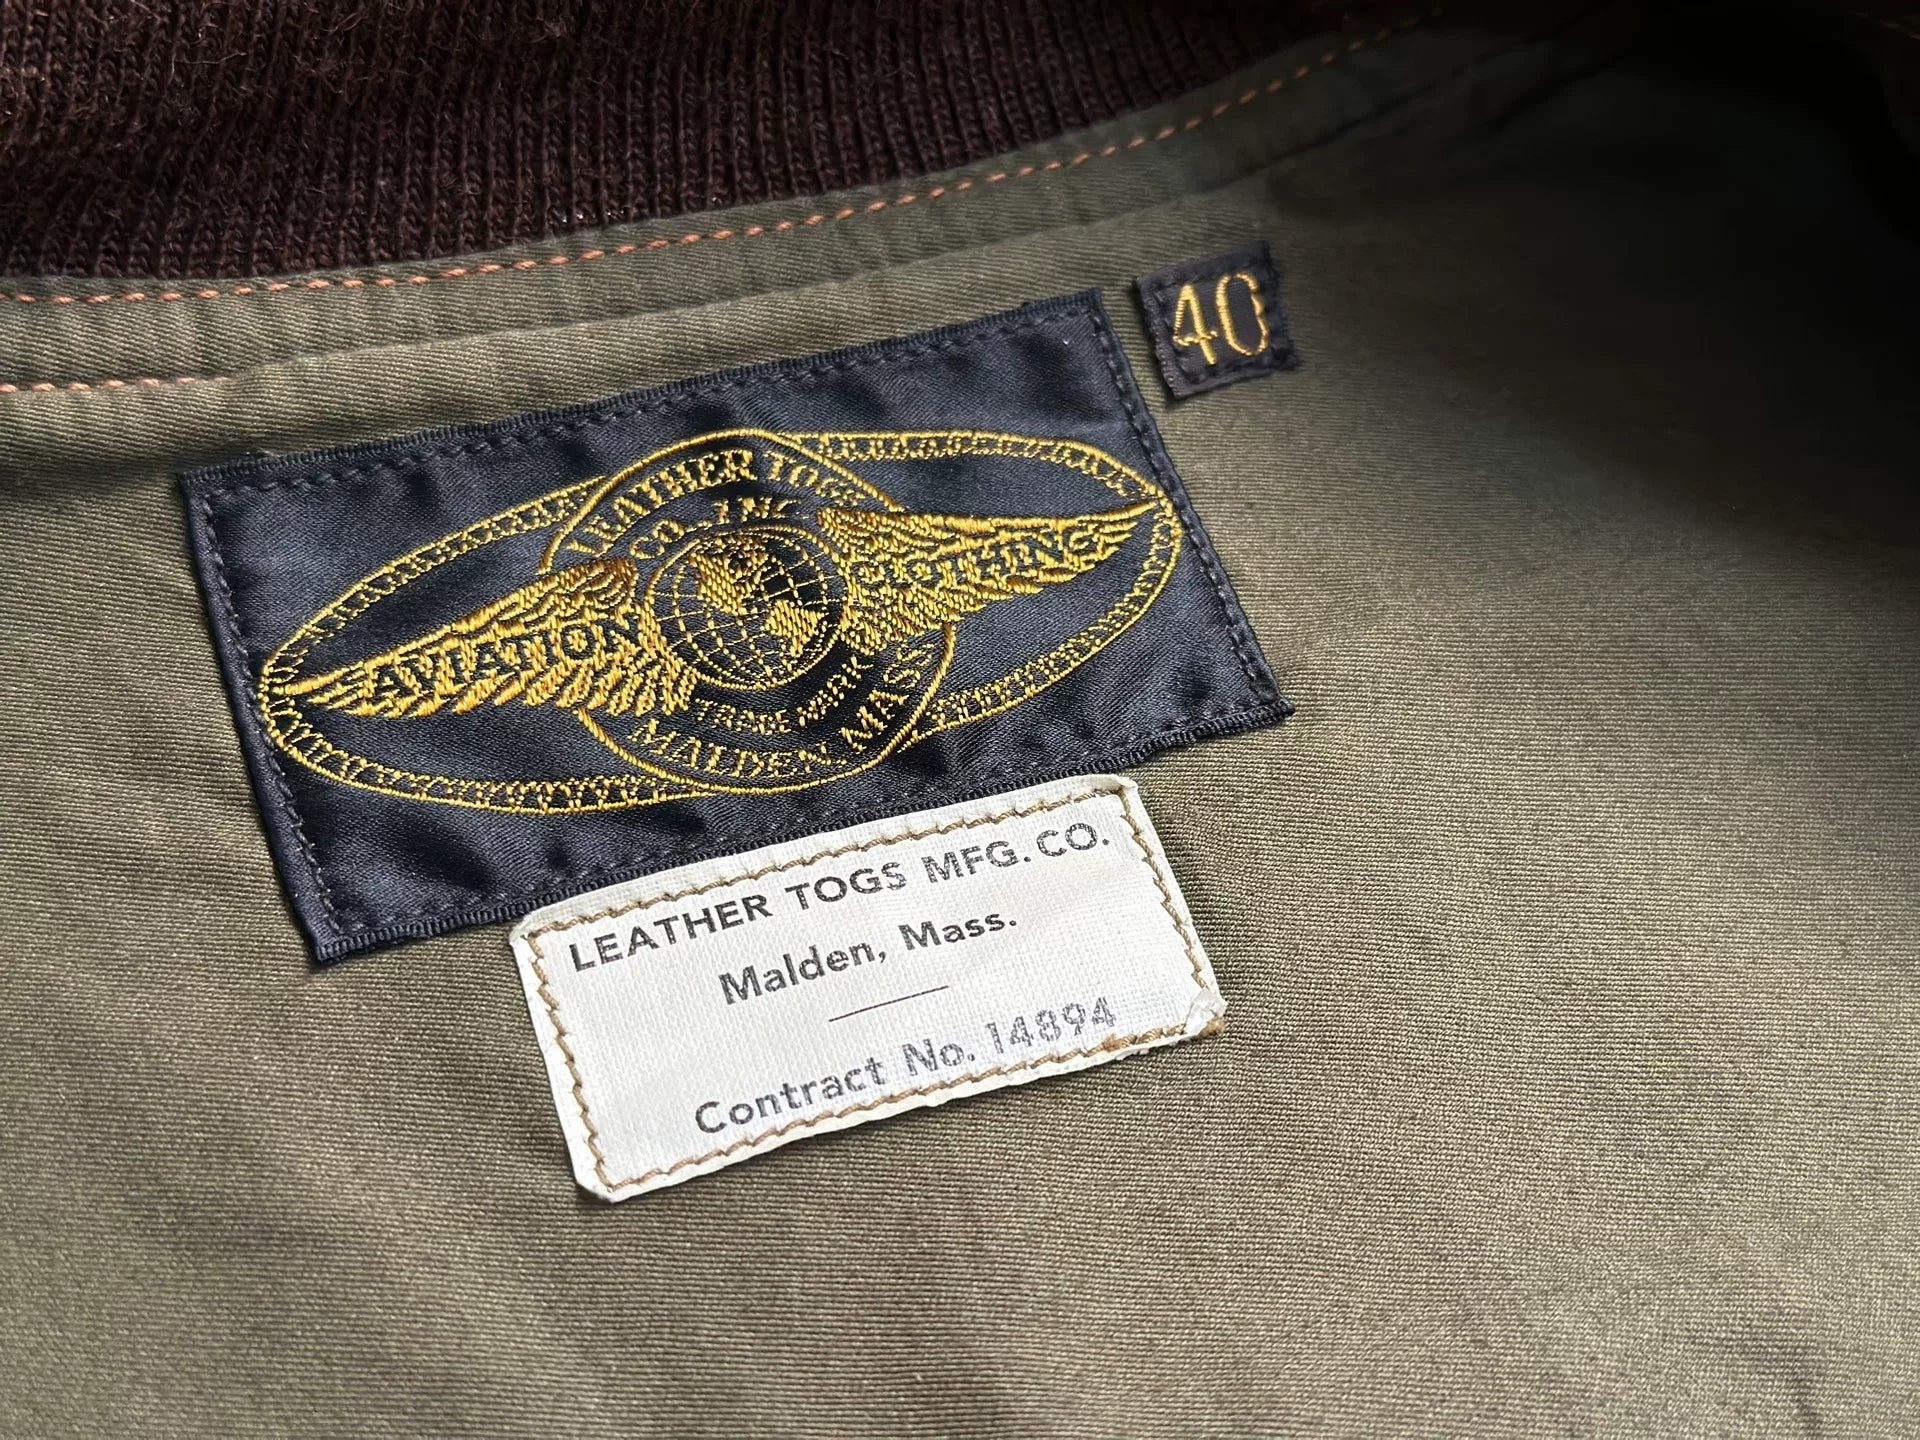 40
LEATHER TOGS
CO., INC.
AVIATION CLOTHING
TRADE MARK
MALDEN, MASS.
LEATHER TOGS MFG. CO.
Malden, Mass.
Contract No. 14894